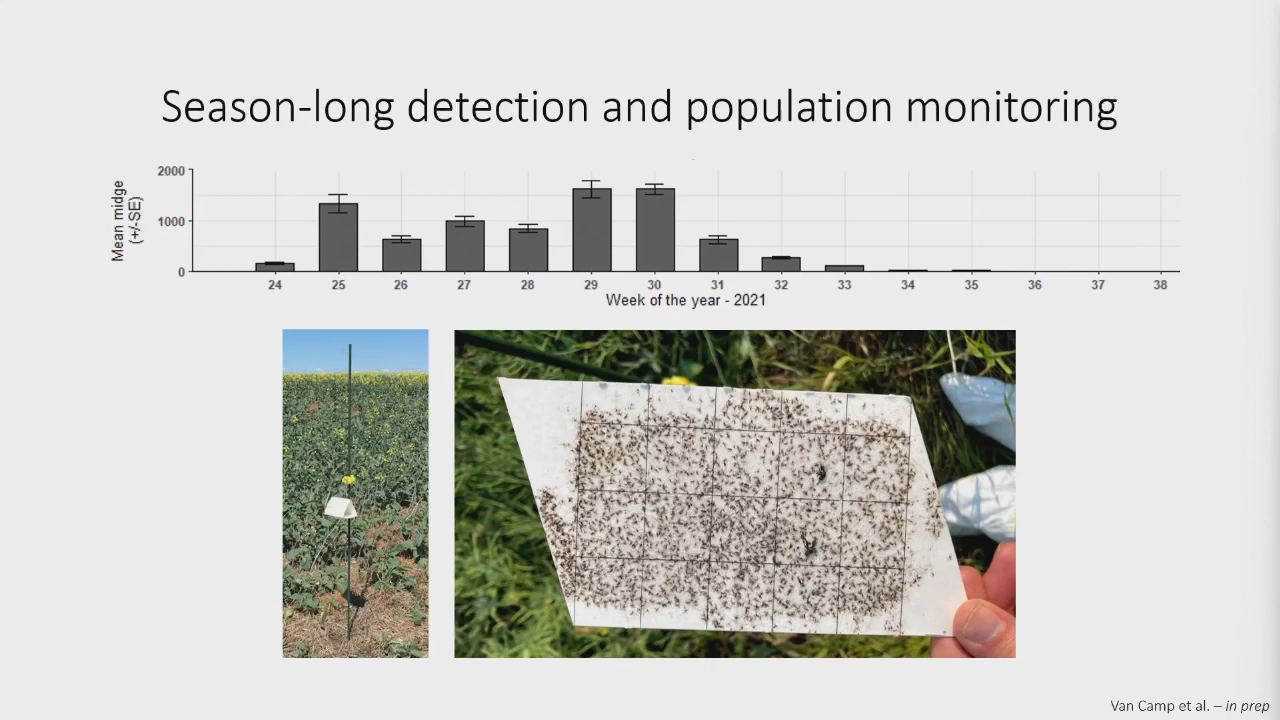 Season-long detection and population monitoring
Mean midge
(+/-SE)
2000
1000
0
24 25 26 27 28 29 30 31 32 33 34 35 36 37 38
Week of the year - 2021
Van Camp et al. – in prep